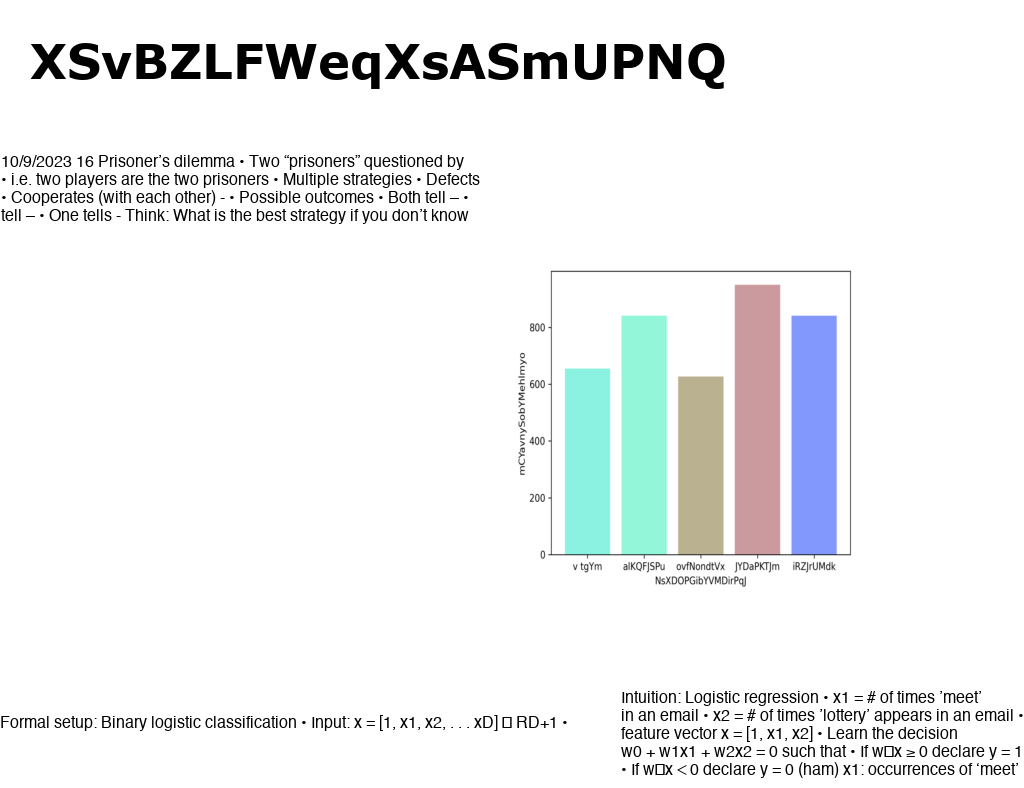 XSvBZLFWeqXsASmUPNQ
10/9/2023 16 Prisoner’s dilemma • Two “prisoners” questioned by
• i.e. two players are the two prisoners • Multiple strategies • Defects
• Cooperates (with each other) - • Possible outcomes • Both tell – •
tell – • One tells - Think: What is the best strategy if you don’t know
mCYavnySobYMehlmyo
800
600
400
200
0
v tgYm alKQFJSPu ovfNondtVx JYDaPKTJm iRZJrUMdk
NsXDOPGibYVMDirPqJ
Formal setup: Binary logistic classification • Input: x = [1, x1, x2, . . . xD] □ RD+1 •
Intuition: Logistic regression • x1 = # of times ’meet’
in an email • x2 = # of times ’lottery’ appears in an email •
feature vector x = [1, x1, x2] • Learn the decision
w0 + w1x1 + w2x2 = 0 such that • If w□x ≥ 0 declare y = 1
• If w□x < 0 declare y = 0 (ham) x1: occurrences of ‘meet’